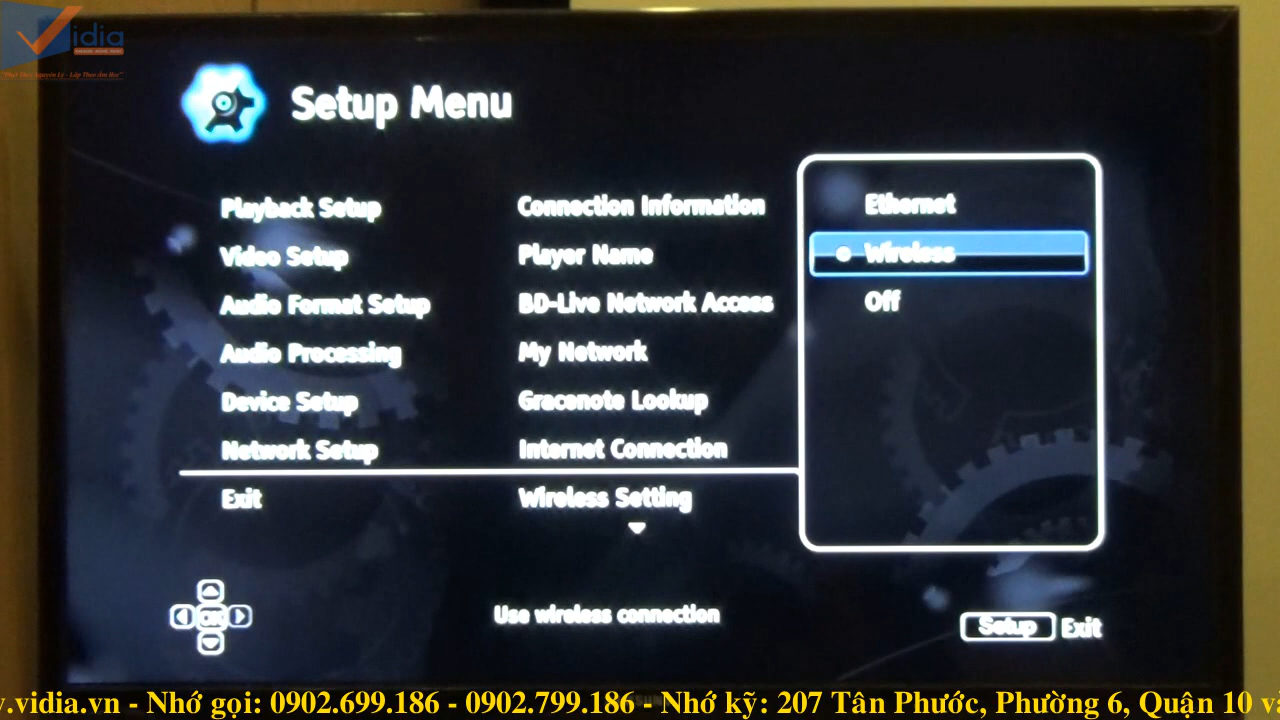 Vidia
Setup Menu
Playback Setup
Video Setup
Audio Format Setup
Audio Processing
Device Setup
Network Setup
Exit
Connection Information
Player Name
BD-Live Network Access
My Network
Gracenote Lookup
Internet Connection
Wireless Setting
Ethernet
Wireless
Off
OK
Use wireless connection
Setup Exit
.vidia.vn - Nhớ gọi: 0902.699.186 - 0902.799.186 - Nhớ kỹ: 207 Tân Phước, Phường 6, Quận 10 và